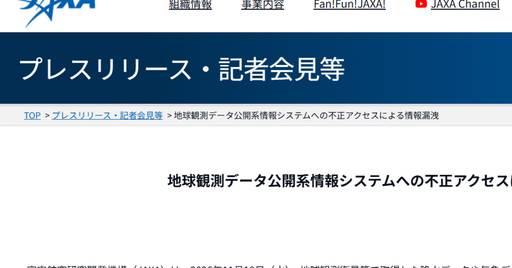 JAXA
組織情報 事業内容 Fan!Fun!JAXA! JAXA Channel
プレスリリース・記者会見等
TOP > プレスリリース・記者会見等 > 地球観測データ公開系情報システムへの不正アクセスによる情報漏洩
地球観測データ公開系情報システムへの不正アクセス